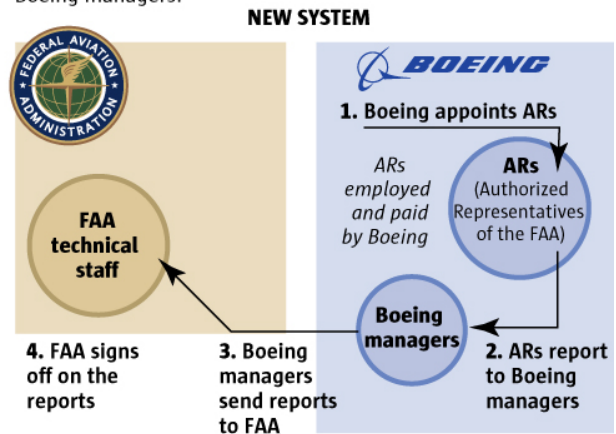 Boeing managers.
NEW SYSTEM
FEDERAL AVIATION
ADMINISTRATION
BOEING
1. Boeing appoints ARs
ARs
employed
and paid
by Boeing
ARs
(Authorized
Representatives
of the FAA)
FAA
technical
staff
Boeing
managers
4. FAA signs
off on the
reports
3. Boeing
managers
send reports
to FAA
2. ARs report
to Boeing
managers